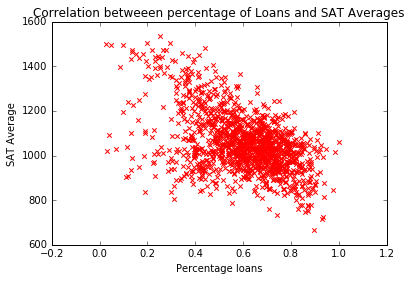 Correlation betweeen percentage of Loans and SAT Averages
1600
1400
1200
1000
800
600
SAT Average
−0.2 0.0 0.2 0.4 0.6 0.8 1.0 1.2
Percentage loans